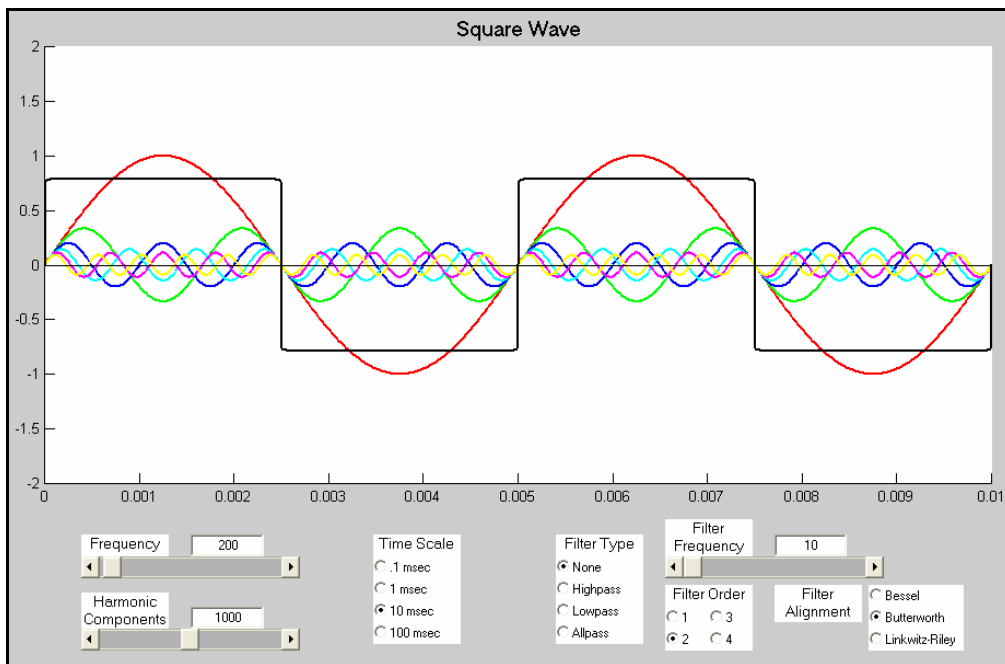 Square Wave
2
1.5
1
0.5
0
-0.5
-1
-1.5
-2
0 0.001 0.002 0.003 0.004 0.005 0.006 0.007 0.008 0.009 0.01
Frequency 200
Harmonic
Components 1000
Time Scale
.1 msec
1 msec
10 msec
100 msec
Filter Type
None
Highpass
Lowpass
Allpass
Filter
Frequency 10
Filter Order
1 3
2 4
Filter
Alignment
Bessel
Butterworth
Linkwitz-Riley